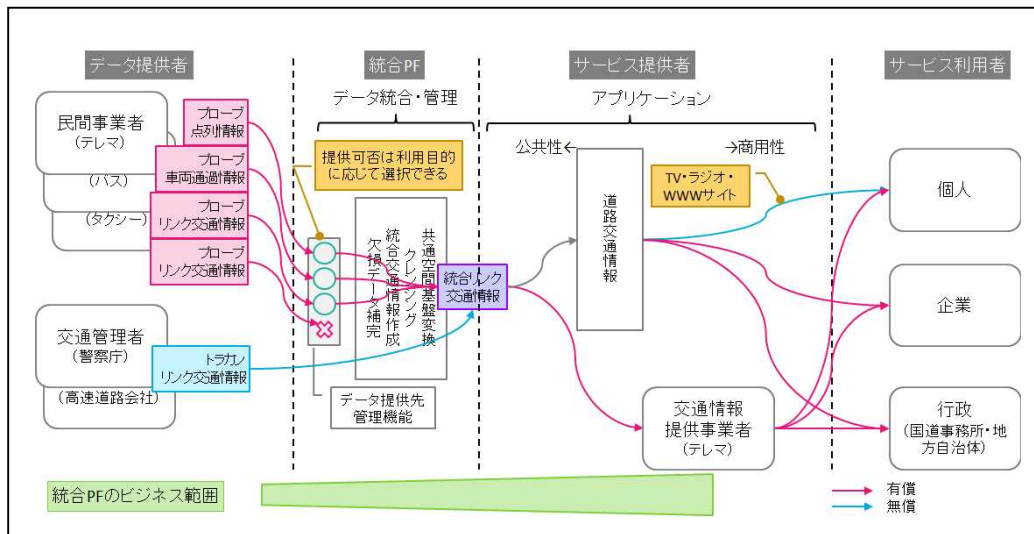 データ提供者
統合PF
サービス提供者
サービス利用者
データ統合・管理
アプリケーション
民間事業者
(テレマ)
(バス)
(タクシー)
プローブ
点列情報
プローブ
車両通過情報
プローブ
リンク交通情報
プローブ
リンク交通情報
提供可否は利用目的
に応じて選択できる
公共性←
→商用性
TV・ラジオ・
WWWサイト
道路交通情報
個人
共通空間基盤変換
クレンジング
統合交通情報作成
欠損データ補完
統合リンク
交通情報
企業
交通管理者
(警察庁)
(高速道路会社)
トラカン
リンク交通情報
データ提供先
管理機能
交通情報
提供事業者
(テレマ)
行政
(国道事務所・地
方自治体)
統合PFのビジネス範囲
有償
無償